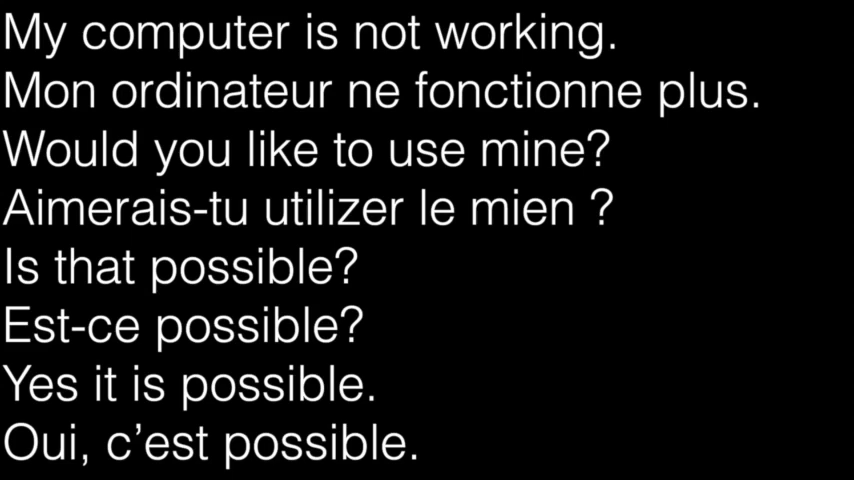 My computer is not working.
Mon ordinateur ne fonctionne plus.
Would you like to use mine?
Aimerais-tu utilizer le mien ?
Is that possible?
Est-ce possible?
Yes it is possible.
Oui, c’est possible.